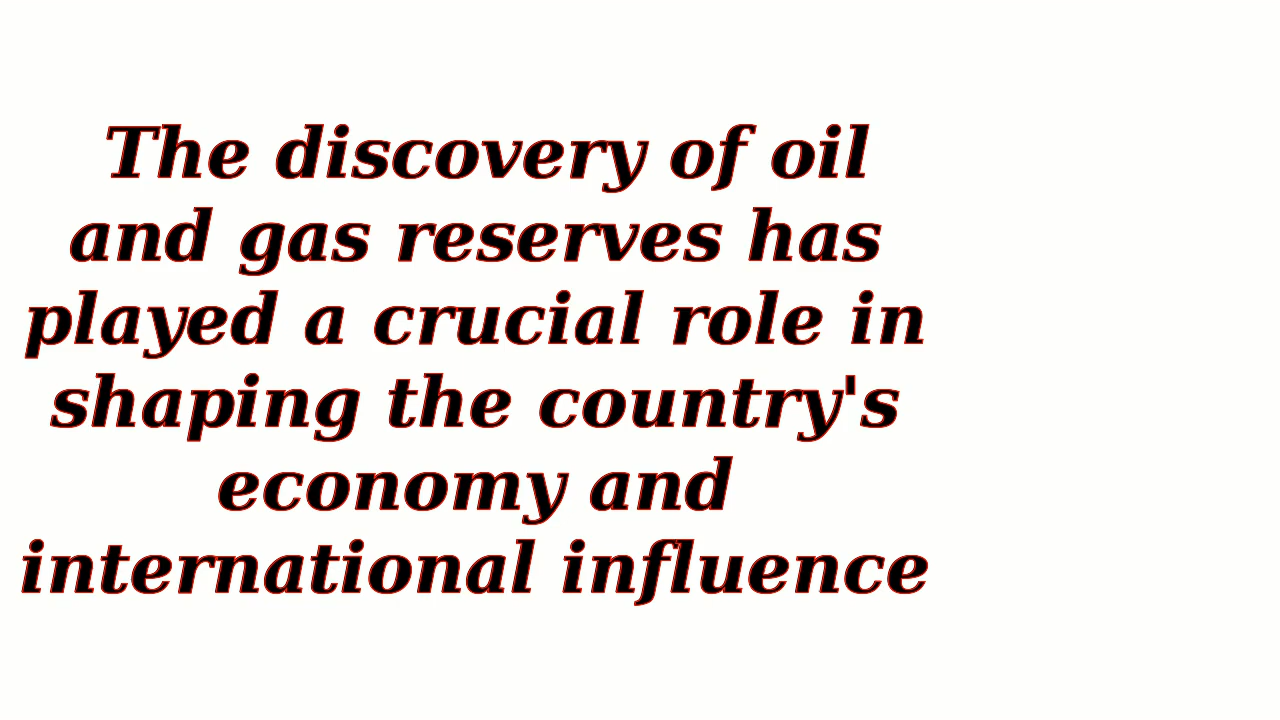 The discovery of oil
and gas reserves has
played a crucial role in
shaping the country's
economy and
international influence